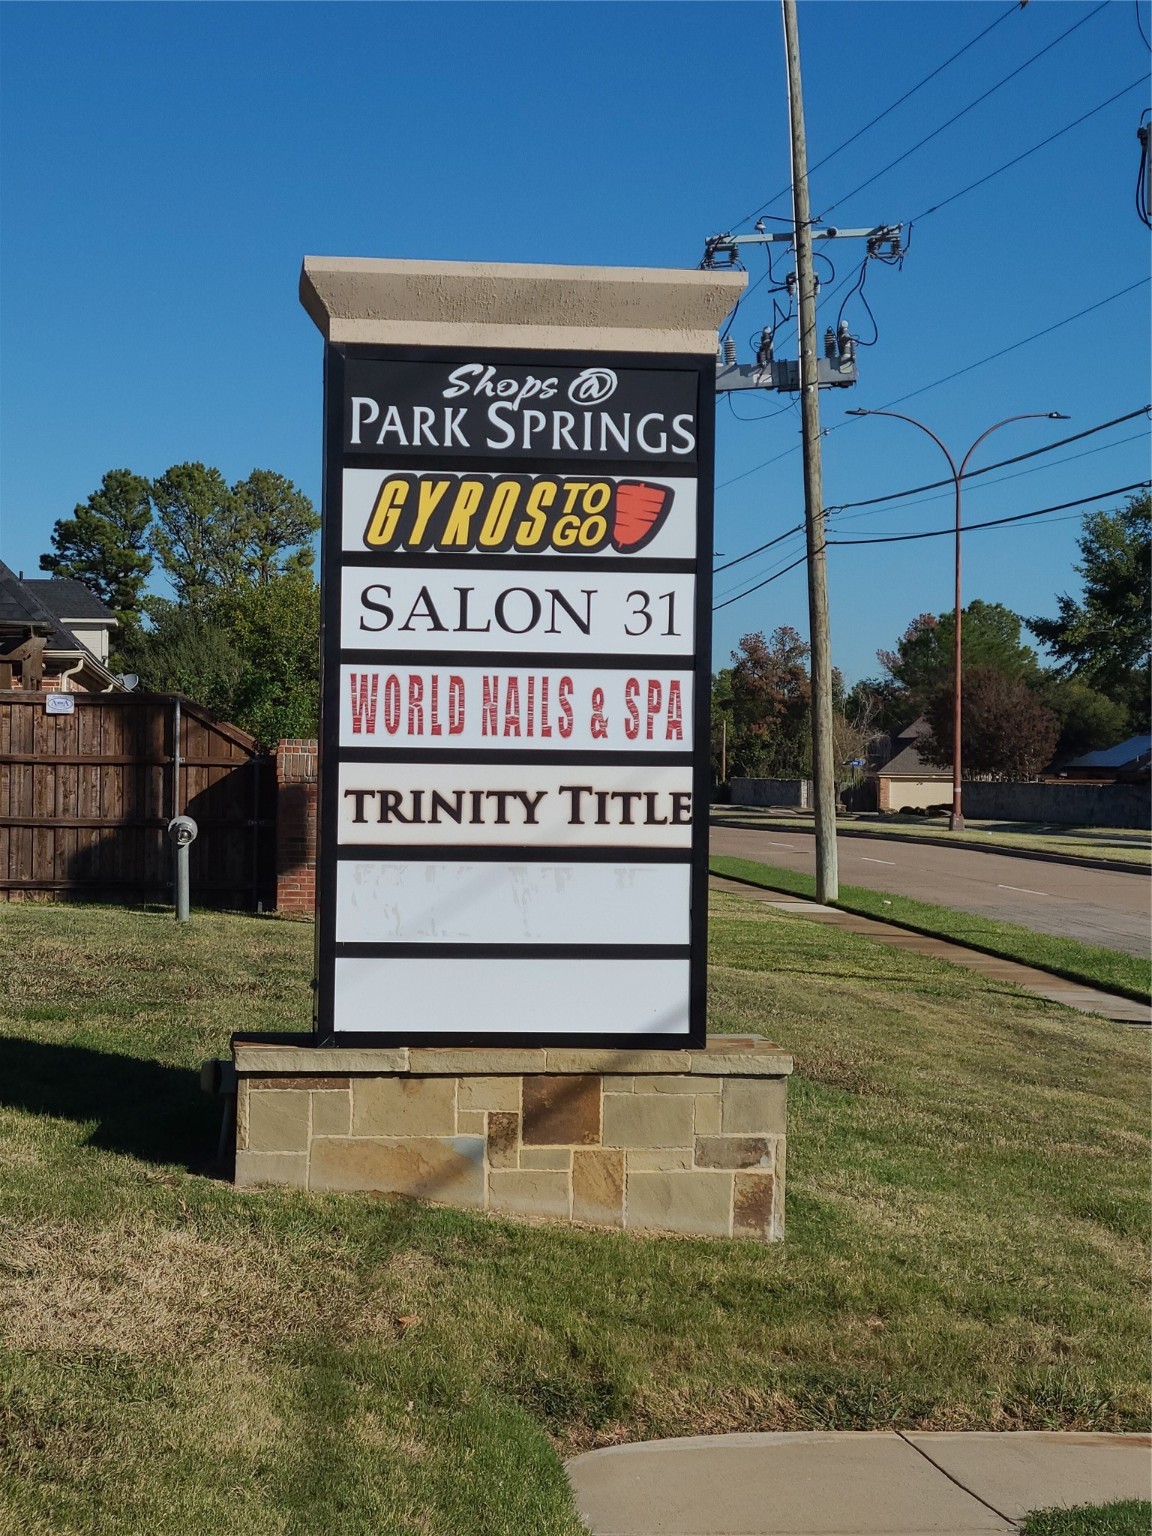 Shops @
PARK SPRINGS
GYROS TO GO
SALON 31
WORLD NAILS & SPA
TRINITY TITLE